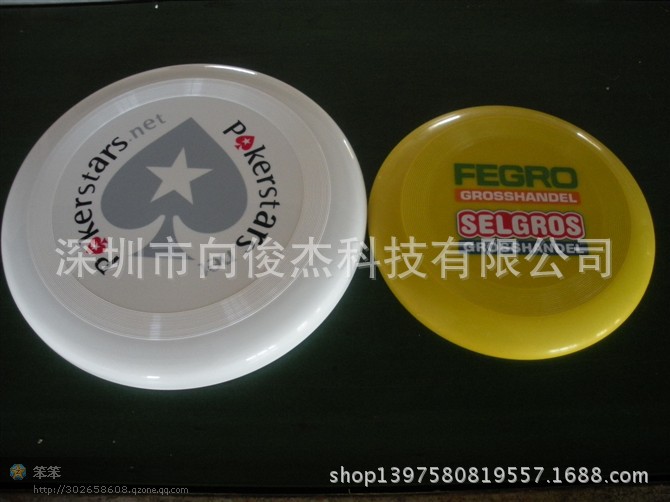 Pokerstars.net
Pokerstars
FEGRO
GROSSHANDEL
SELGROS
GROSSHANDEL
深圳市向俊杰科技有限公司
笨笨
http://302658608.qzone.qq.com
shop1397580819557.1688.com